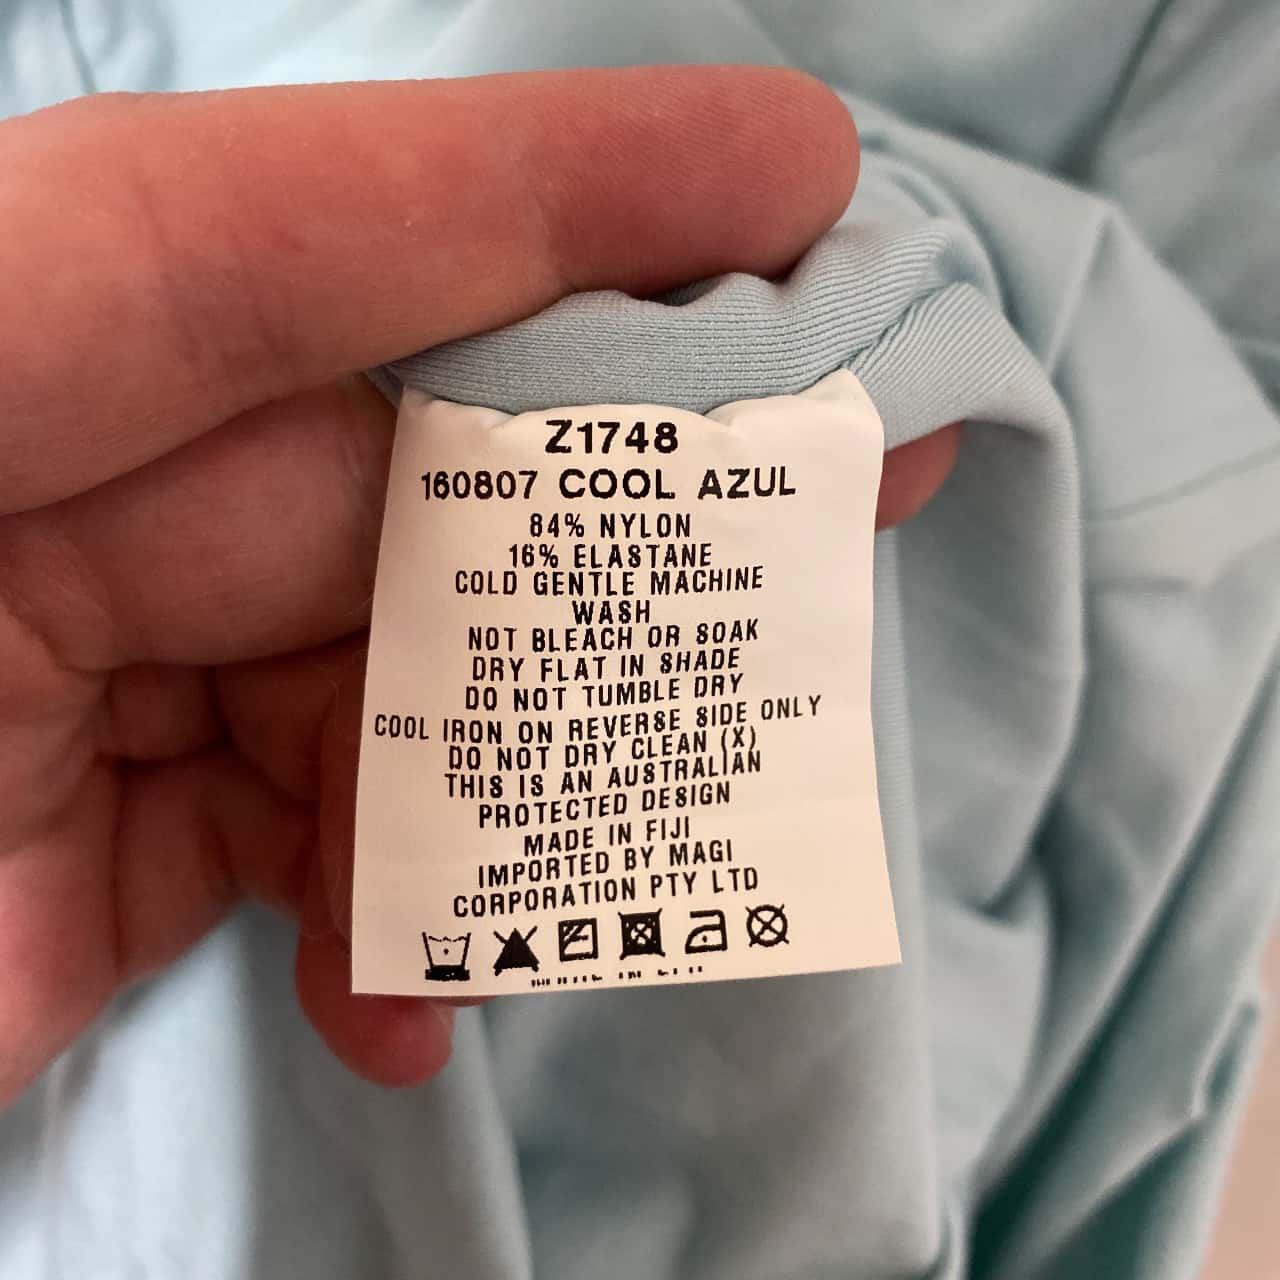 Z1748
160807 COOL AZUL
84% NYLON
16% ELASTANE
COLD GENTLE MACHINE
WASH
NOT BLEACH OR SOAK
DRY FLAT IN SHADE
DO NOT TUMBLE DRY
COOL IRON ON REVERSE SIDE ONLY
DO NOT DRY CLEAN (X)
THIS IS AN AUSTRALIAN
PROTECTED DESIGN
MADE IN FIJI
IMPORTED BY MAGI
CORPORATION PTY LTD